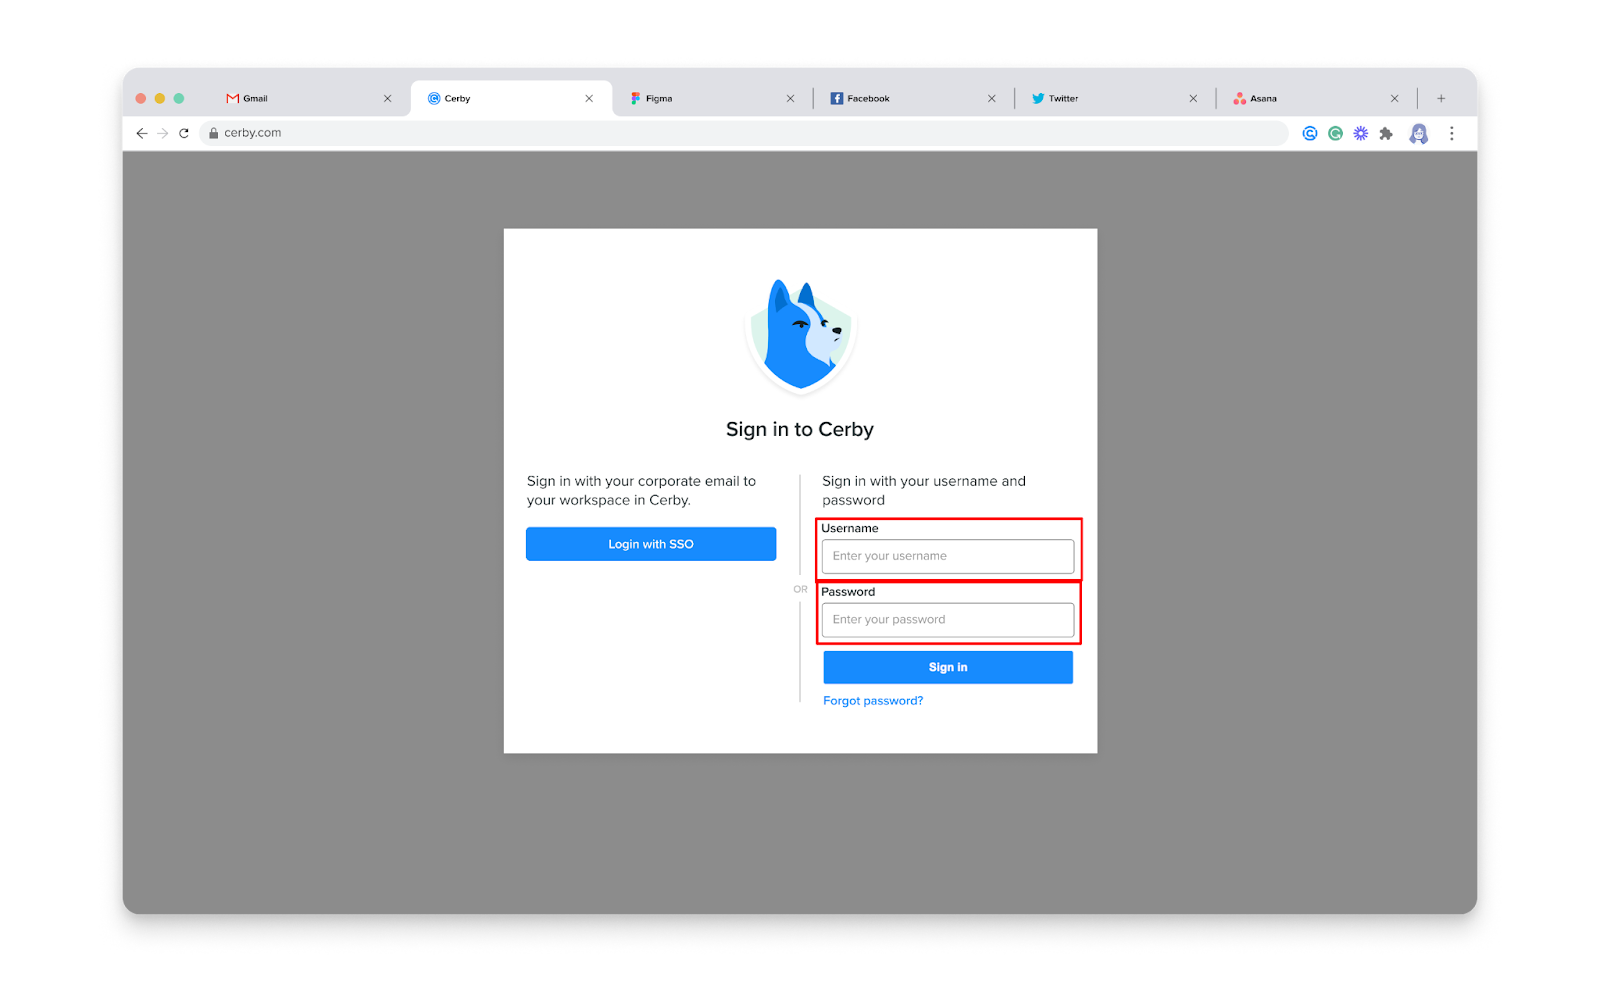 Gmail
Cerby
Figma
Facebook
Twitter
Asana
cerby.com
Sign in to Cerby
Sign in with your corporate email to
your workspace in Cerby.
Login with SSO
OR
Sign in with your username and
password
Username
Enter your username
Password
Enter your password
Sign in
Forgot password?